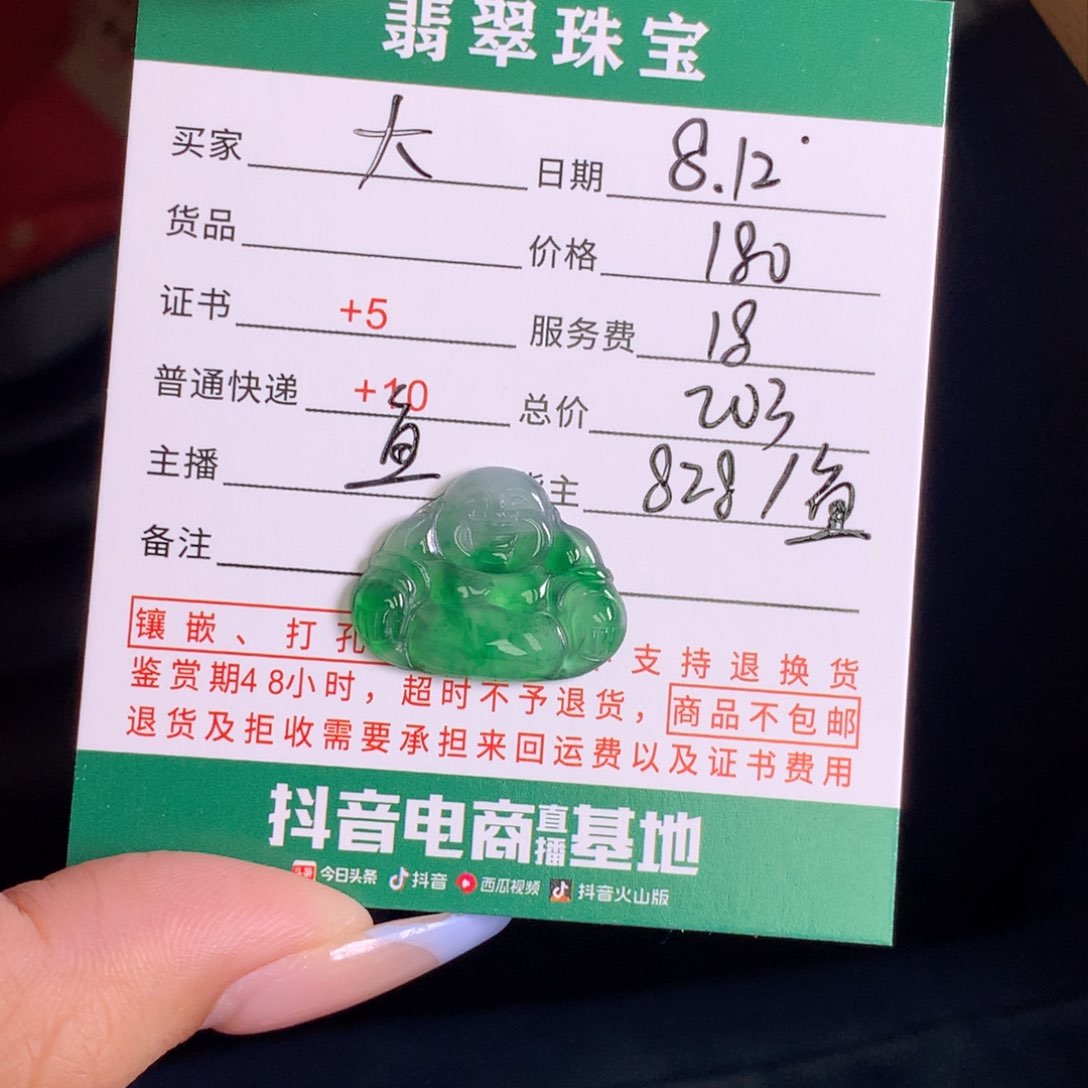 翡翠珠宝
买家 大 日期 8.12
货品 价格 180
证书 +5 服务费 18
普通快递 +10 总价 203
主播 鱼 货主 828/鱼
备注
镶嵌、打孔 支持退换货
鉴赏期48小时，超时不予退货，商品不包邮
退货及拒收需要承担来回运费以及证书费用
抖音电商直播基地
头条 今日头条 抖音 西瓜视频 抖音火山版